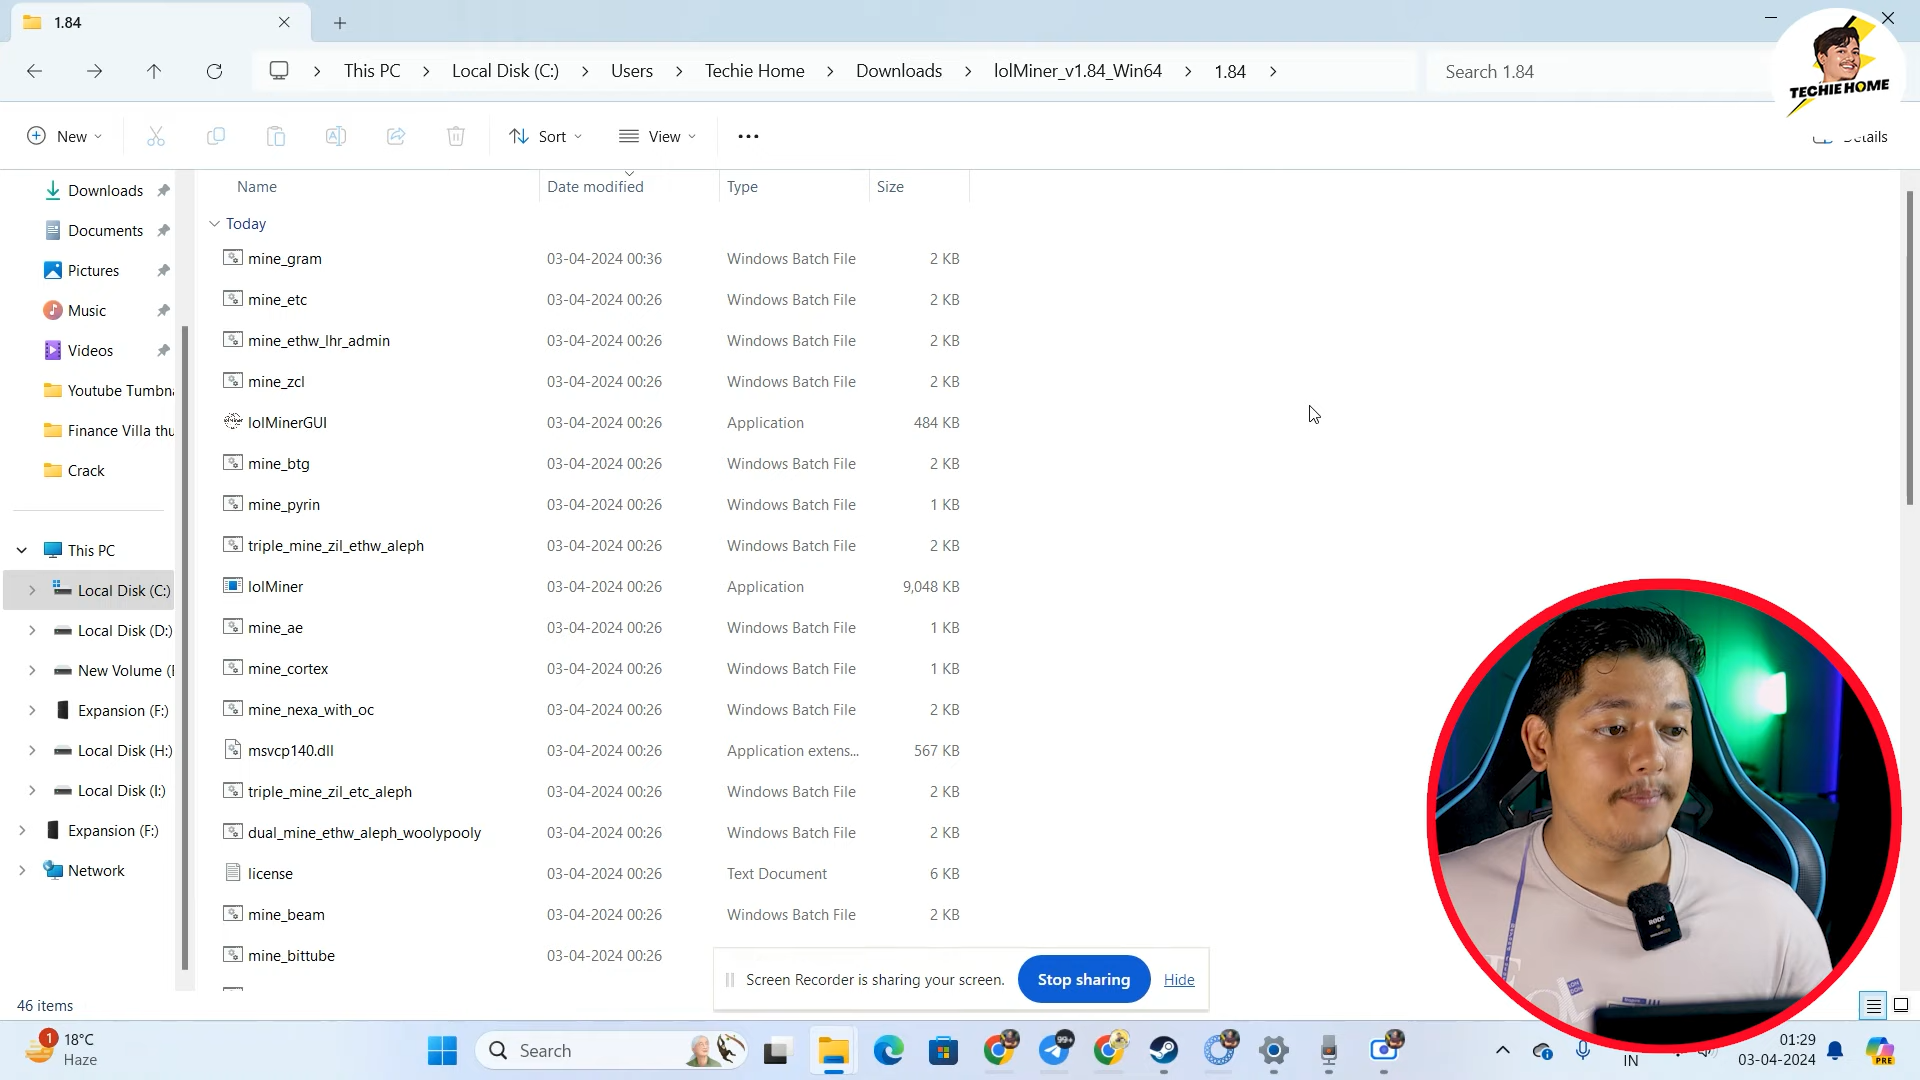 1.84
TECHIE HOME
This PC
Local Disk (C:)
Users
Techie Home
Downloads
lolMiner_v1.84_Win64
1.84
Search 1.84
New
Sort
View
Name
Date modified
Type
Size
Today
mine_gram 03-04-2024 00:36 Windows Batch File 2 KB
mine_etc 03-04-2024 00:26 Windows Batch File 2 KB
mine_ethw_lhr_admin 03-04-2024 00:26 Windows Batch File 2 KB
mine_zcl 03-04-2024 00:26 Windows Batch File 2 KB
lolMinerGUI 03-04-2024 00:26 Application 484 KB
mine_btg 03-04-2024 00:26 Windows Batch File 2 KB
mine_pyrin 03-04-2024 00:26 Windows Batch File 1 KB
triple_mine_zil_ethw_aleph 03-04-2024 00:26 Windows Batch File 2 KB
lolMiner 03-04-2024 00:26 Application 9,048 KB
mine_ae 03-04-2024 00:26 Windows Batch File 1 KB
mine_cortex 03-04-2024 00:26 Windows Batch File 1 KB
mine_nexa_with_oc 03-04-2024 00:26 Windows Batch File 2 KB
msvcp140.dll 03-04-2024 00:26 Application extens... 567 KB
triple_mine_zil_etc_aleph 03-04-2024 00:26 Windows Batch File 2 KB
dual_mine_ethw_aleph_woolypooly 03-04-2024 00:26 Windows Batch File 2 KB
license 03-04-2024 00:26 Text Document 6 KB
mine_beam 03-04-2024 00:26 Windows Batch File 2 KB
mine_bittube 03-04-2024 00:26
Downloads
Documents
Pictures
Music
Videos
Youtube Tumbna
Finance Villa thu
Crack
This PC
Local Disk (C:)
Local Disk (D:)
New Volume (
Expansion (F:)
Local Disk (H:)
Local Disk (I:)
Expansion (F:)
Network
Screen Recorder is sharing your screen.
Stop sharing
Hide
RØDE
46 items
1
18°C
Haze
Search
99+
IN
01:29
03-04-2024
PRE